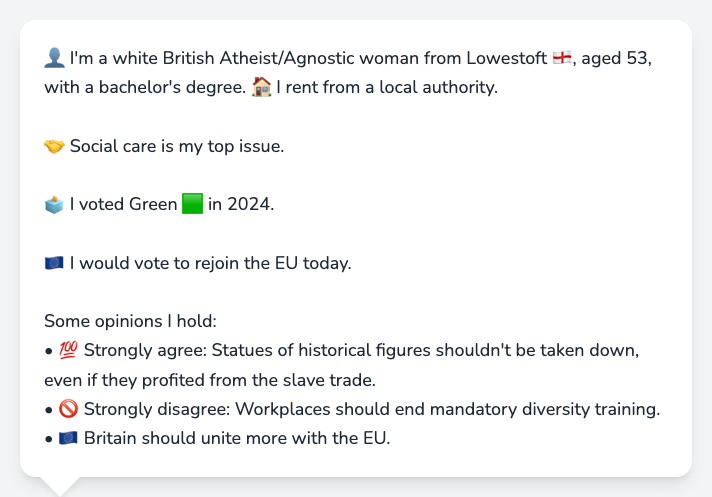 👤 I'm a white British Atheist/Agnostic woman from Lowestoft 🏴󠁧󠁢󠁥󠁮󠁧󠁿, aged 53,
with a bachelor's degree. 🏠 I rent from a local authority.
🤝 Social care is my top issue.
🗳️ I voted Green 🟩 in 2024.
🇪🇺 I would vote to rejoin the EU today.
Some opinions I hold:
• 💯 Strongly agree: Statues of historical figures shouldn't be taken down,
even if they profited from the slave trade.
• 🚫 Strongly disagree: Workplaces should end mandatory diversity training.
• 🇪🇺 Britain should unite more with the EU.